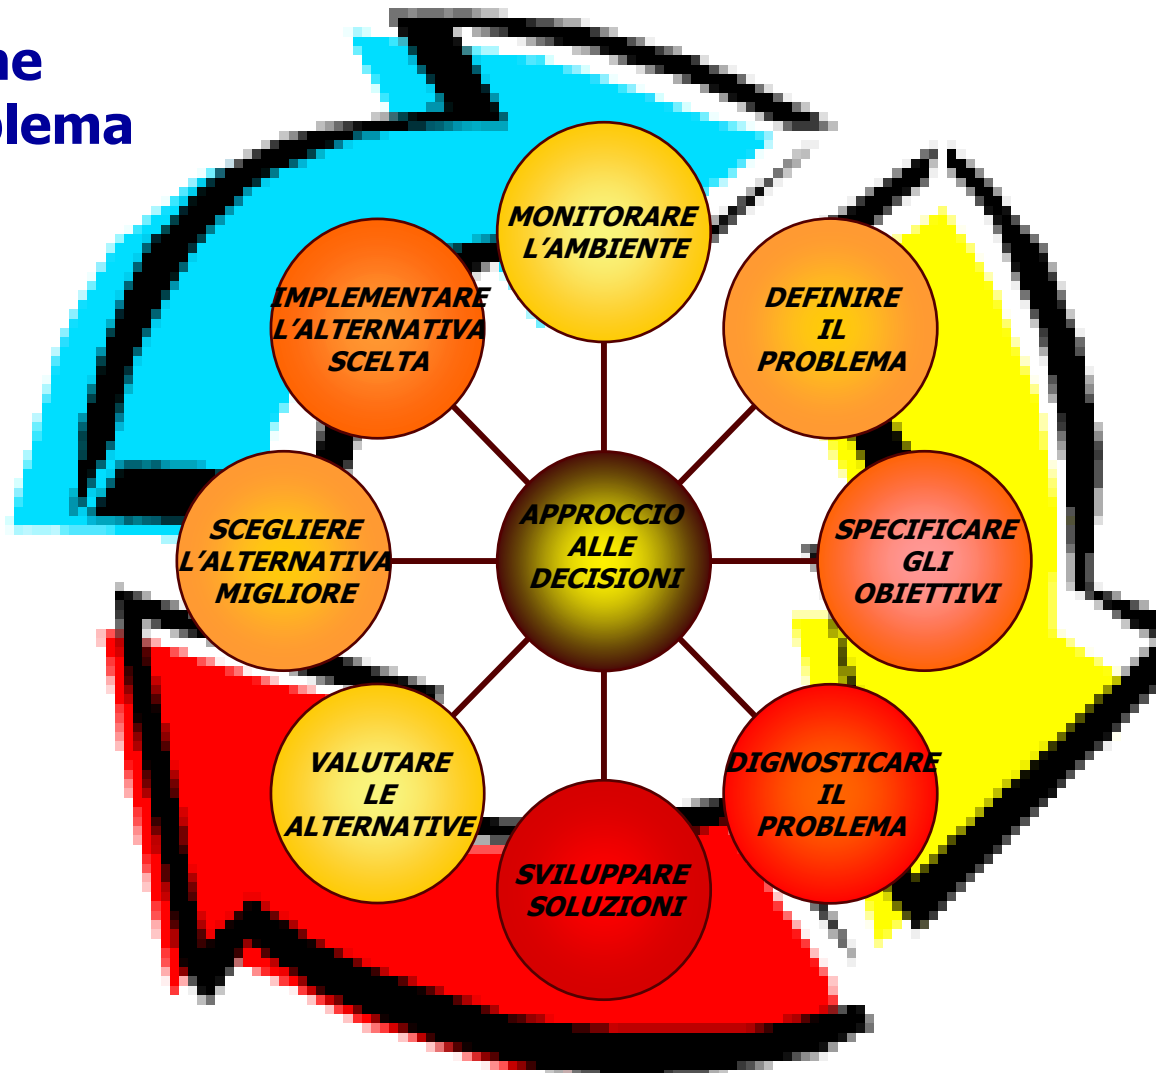 ne
blema
MONITORARE
L'AMBIENTE
DEFINIRE
IL
PROBLEMA
SPECIFICARE
GLI
OBIETTIVI
DIGNOSTICARE
IL
PROBLEMA
SVILUPPARE
SOLUZIONI
VALUTARE
LE
ALTERNATIVE
SCEGLIERE
L'ALTERNATIVA
MIGLIORE
IMPLEMENTARE
L'ALTERNATIVA
SCELTA
APPROCCIO
ALLE
DECISIONI